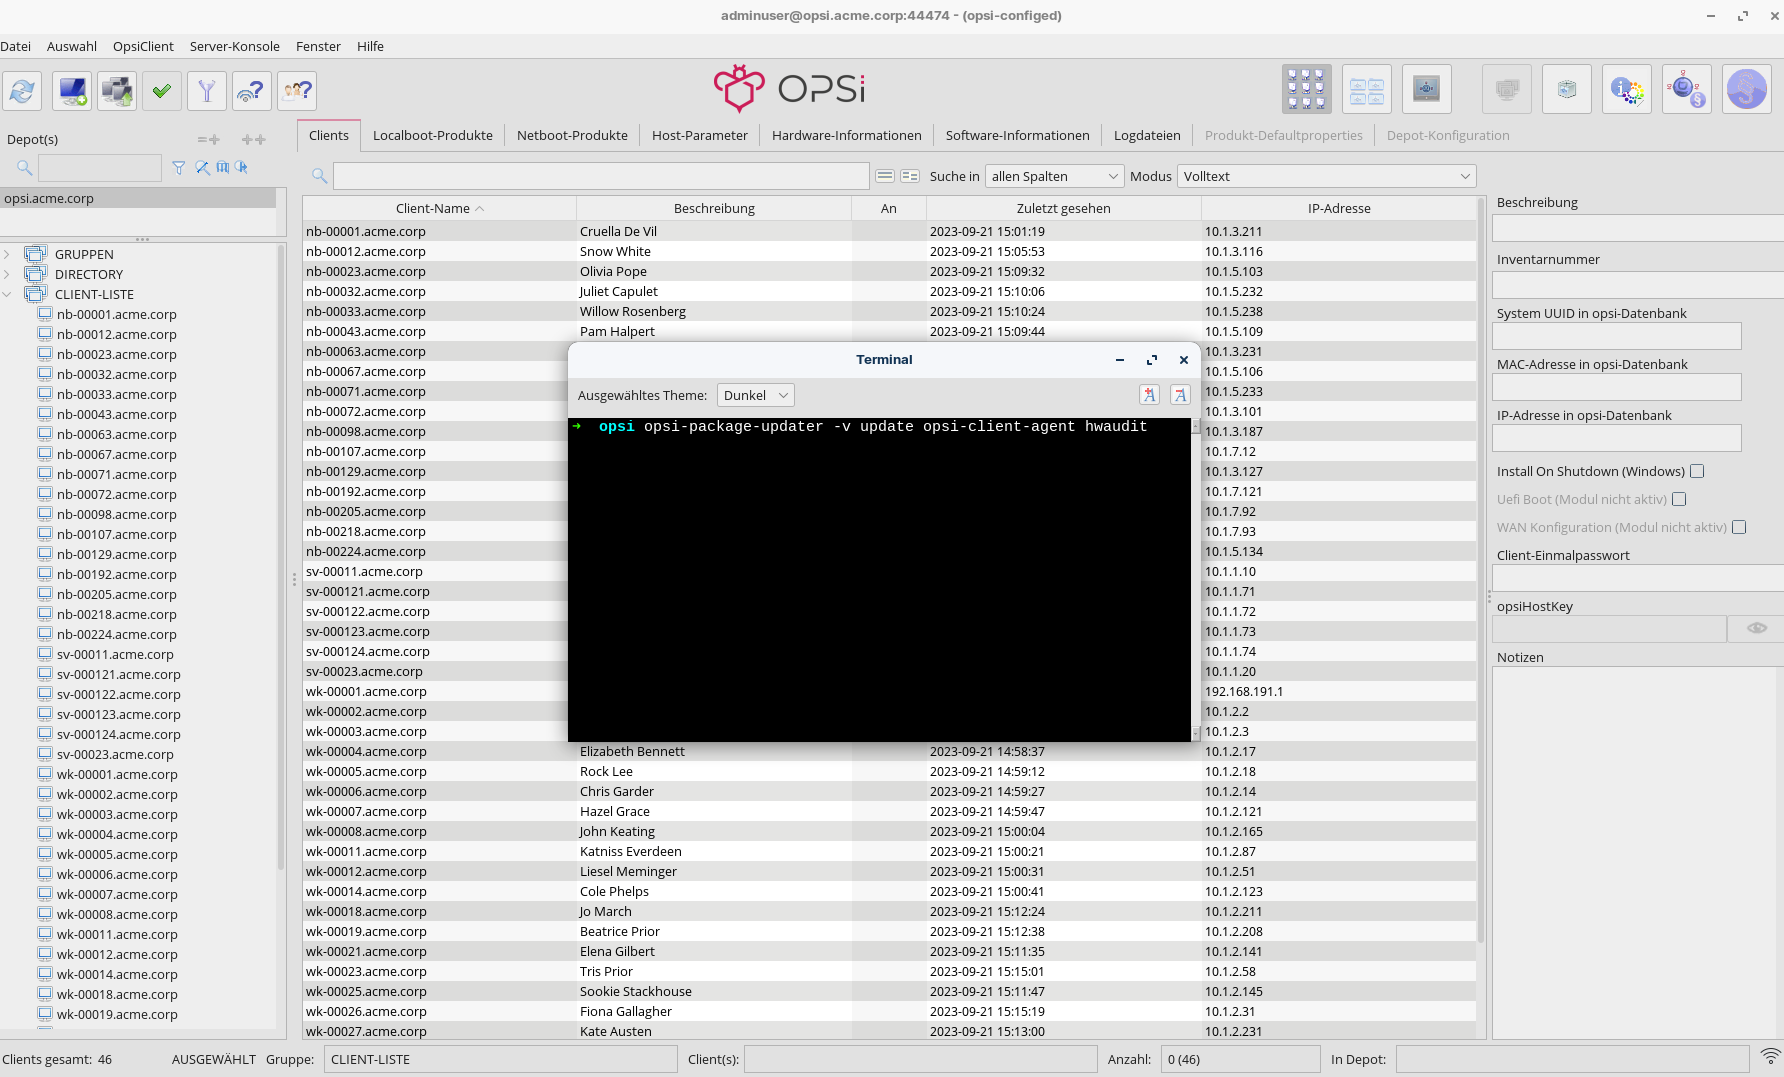 adminuser@opsi.acme.corp:44474 - (opsi-configed)
Datei Auswahl OpsiClient Server-Konsole Fenster Hilfe
OPSi
Depot(s)
opsi.acme.corp
GRUPPEN
DIRECTORY
CLIENT-LISTE
nb-00001.acme.corp
nb-00012.acme.corp
nb-00023.acme.corp
nb-00032.acme.corp
nb-00033.acme.corp
nb-00043.acme.corp
nb-00063.acme.corp
nb-00067.acme.corp
nb-00071.acme.corp
nb-00072.acme.corp
nb-00098.acme.corp
nb-00107.acme.corp
nb-00129.acme.corp
nb-00192.acme.corp
nb-00205.acme.corp
nb-00218.acme.corp
nb-00224.acme.corp
sv-00011.acme.corp
sv-000121.acme.corp
sv-000122.acme.corp
sv-000123.acme.corp
sv-000124.acme.corp
sv-00023.acme.corp
wk-00001.acme.corp
wk-00002.acme.corp
wk-00003.acme.corp
wk-00004.acme.corp
wk-00005.acme.corp
wk-00006.acme.corp
wk-00007.acme.corp
wk-00008.acme.corp
wk-00011.acme.corp
wk-00012.acme.corp
wk-00014.acme.corp
wk-00018.acme.corp
wk-00019.acme.corp
Clients Localboot-Produkte Netboot-Produkte Host-Parameter Hardware-Informationen Software-Informationen Logdateien Produkt-Defaultproperties Depot-Konfiguration
Suche in allen Spalten Modus Volltext
Client-Name Beschreibung An Zuletzt gesehen IP-Adresse
nb-00001.acme.corp Cruella De Vil 2023-09-21 15:01:19 10.1.3.211
nb-00012.acme.corp Snow White 2023-09-21 15:05:53 10.1.3.116
nb-00023.acme.corp Olivia Pope 2023-09-21 15:09:32 10.1.5.103
nb-00032.acme.corp Juliet Capulet 2023-09-21 15:10:06 10.1.5.232
nb-00033.acme.corp Willow Rosenberg 2023-09-21 15:10:24 10.1.5.238
nb-00043.acme.corp Pam Halpert 2023-09-21 15:09:44 10.1.5.109
nb-00063.acme.corp 10.1.3.231
nb-00067.acme.corp 10.1.5.106
nb-00071.acme.corp 10.1.5.233
nb-00072.acme.corp 10.1.3.101
nb-00098.acme.corp 10.1.3.187
nb-00107.acme.corp 10.1.7.12
nb-00129.acme.corp 10.1.3.127
nb-00192.acme.corp 10.1.7.121
nb-00205.acme.corp 10.1.7.92
nb-00218.acme.corp 10.1.7.93
nb-00224.acme.corp 10.1.5.134
sv-00011.acme.corp 10.1.1.10
sv-000121.acme.corp 10.1.1.71
sv-000122.acme.corp 10.1.1.72
sv-000123.acme.corp 10.1.1.73
sv-000124.acme.corp 10.1.1.74
sv-00023.acme.corp 10.1.1.20
wk-00001.acme.corp 192.168.191.1
wk-00002.acme.corp 10.1.2.2
wk-00003.acme.corp 10.1.2.3
wk-00004.acme.corp Elizabeth Bennett 2023-09-21 14:58:37 10.1.2.17
wk-00005.acme.corp Rock Lee 2023-09-21 14:59:12 10.1.2.18
wk-00006.acme.corp Chris Garder 2023-09-21 14:59:27 10.1.2.14
wk-00007.acme.corp Hazel Grace 2023-09-21 14:59:47 10.1.2.121
wk-00008.acme.corp John Keating 2023-09-21 15:00:04 10.1.2.165
wk-00011.acme.corp Katniss Everdeen 2023-09-21 15:00:21 10.1.2.87
wk-00012.acme.corp Liesel Meminger 2023-09-21 15:00:31 10.1.2.51
wk-00014.acme.corp Cole Phelps 2023-09-21 15:00:41 10.1.2.123
wk-00018.acme.corp Jo March 2023-09-21 15:12:24 10.1.2.211
wk-00019.acme.corp Beatrice Prior 2023-09-21 15:12:38 10.1.2.208
wk-00021.acme.corp Elena Gilbert 2023-09-21 15:11:35 10.1.2.141
wk-00023.acme.corp Tris Prior 2023-09-21 15:15:01 10.1.2.58
wk-00025.acme.corp Sookie Stackhouse 2023-09-21 15:11:47 10.1.2.145
wk-00026.acme.corp Fiona Gallagher 2023-09-21 15:15:19 10.1.2.31
wk-00027.acme.corp Kate Austen 2023-09-21 15:13:00 10.1.2.231
Terminal
Ausgewähltes Theme: Dunkel
➜ opsi opsi-package-updater -v update opsi-client-agent hwaudit
Beschreibung
Inventarnummer
System UUID in opsi-Datenbank
MAC-Adresse in opsi-Datenbank
IP-Adresse in opsi-Datenbank
Install On Shutdown (Windows)
Uefi Boot (Modul nicht aktiv)
WAN Konfiguration (Modul nicht aktiv)
Client-Einmalpasswort
opsiHostKey
Notizen
Clients gesamt: 46 AUSGEWÄHLT Gruppe: CLIENT-LISTE Client(s): Anzahl: 0 (46) In Depot: